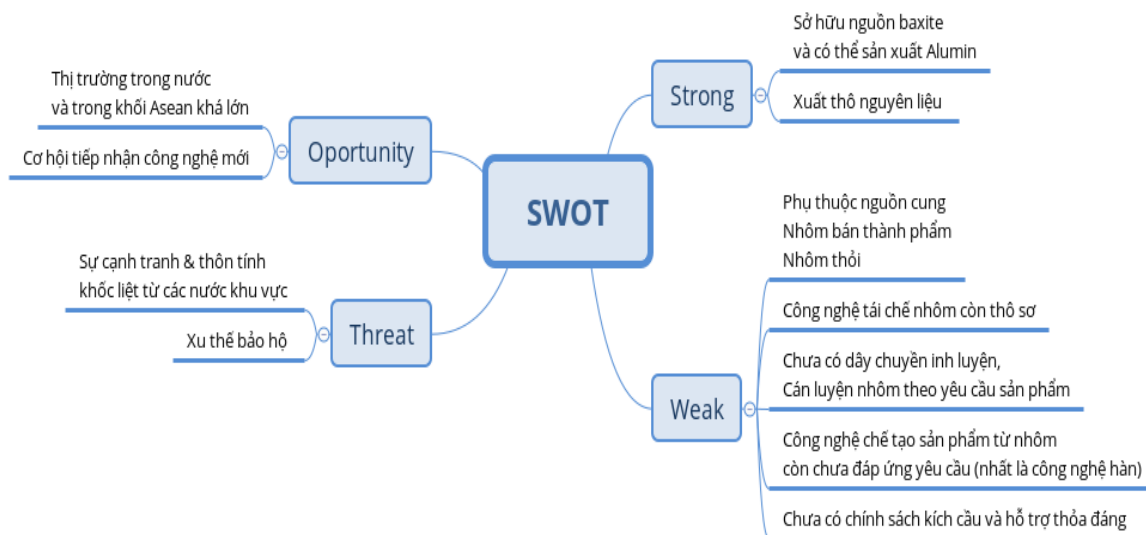 SWOT
Strong
Sở hữu nguồn baxite
và có thể sản xuất Alumin
Xuất thô nguyên liệu
Weak
Phụ thuộc nguồn cung
Nhôm bán thành phẩm
Nhôm thỏi
Công nghệ tái chế nhôm còn thô sơ
Chưa có dây chuyền inh luyện,
Cán luyện nhôm theo yêu cầu sản phẩm
Công nghệ chế tạo sản phẩm từ nhôm
còn chưa đáp ứng yêu cầu (nhất là công nghệ hàn)
Chưa có chính sách kích cầu và hỗ trợ thỏa đáng
Oportunity
Thị trường trong nước
và trong khối Asean khá lớn
Cơ hội tiếp nhận công nghệ mới
Threat
Sự cạnh tranh & thôn tính
khốc liệt từ các nước khu vực
Xu thế bảo hộ